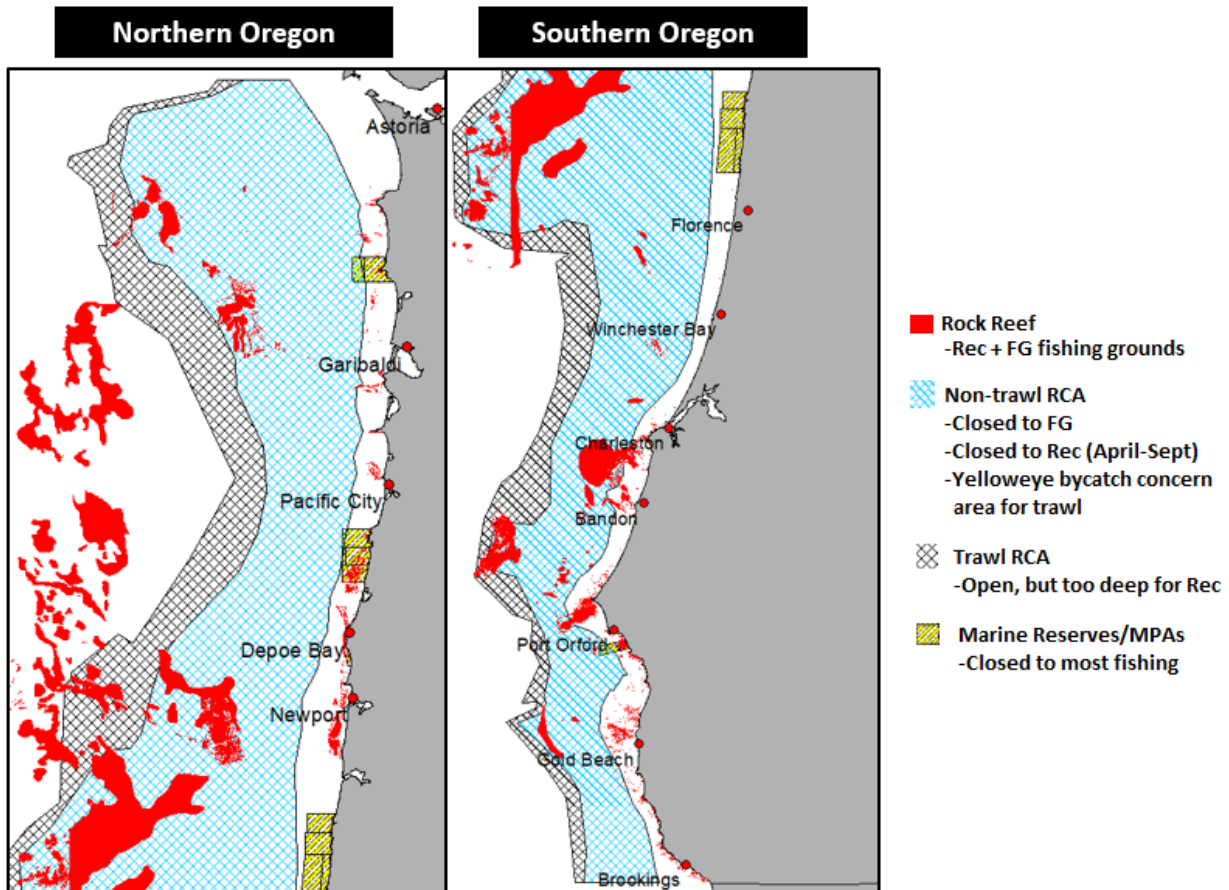 Northern Oregon
Southern Oregon
Astoria
Garibaldi
Pacific City
Depoe Bay
Newport
Florence
Winchester Bay
Charleston
Bandon
Port Orford
Gold Beach
Brookings
Rock Reef
-Rec + FG fishing grounds
Non-trawl RCA
-Closed to FG
-Closed to Rec (April-Sept)
-Yelloweye bycatch concern
area for trawl
Trawl RCA
-Open, but too deep for Rec
Marine Reserves/MPAs
-Closed to most fishing